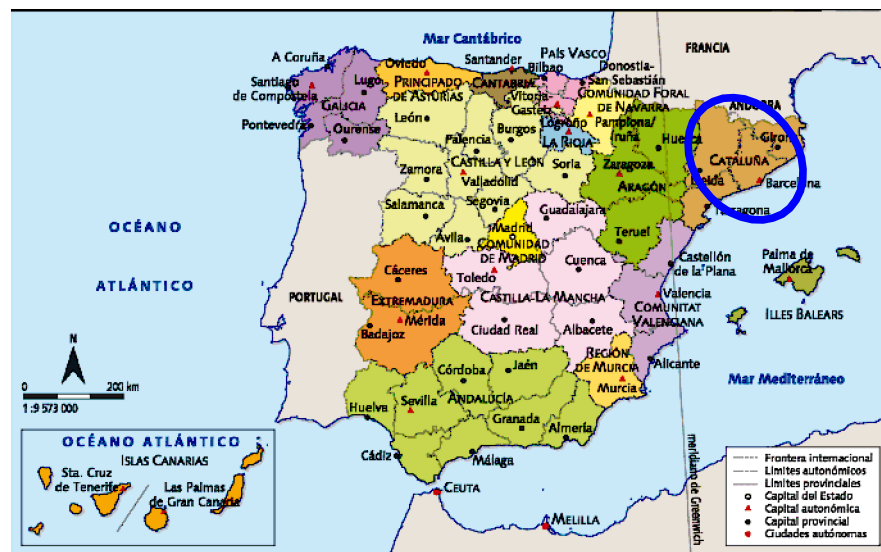 Mar Cantábrico
FRANCIA
A Coruña
Santander
PAÍS VASCO
Oviedo
Bilbao
Donostia-
San Sebastián
Santiago
de Compostela
Lugo
PRINCIPADO
DE ASTURIAS
CANTABRIA
Vitoria
Gasteiz
COMUNIDAD FORAL
DE NAVARRA
ANDORRA
GALICIA
León
Logroño
Pamplona/
Iruña
Pontevedra
Ourense
Palencia
Burgos
LA RIOJA
Huesca
Girona
CASTILLA Y LEÓN
Zamora
Valladolid
Soria
Zaragoza
ARAGÓN
CATALUÑA
Lleida
Barcelona
Salamanca
Segovia
Guadalajara
Tarragona
OCÉANO
ATLÁNTICO
Ávila
Madrid
COMUNIDAD
DE MADRID
Teruel
Cáceres
Toledo
Cuenca
Castellón
de la Plana
Palma de
Mallorca
PORTUGAL
EXTREMADURA
CASTILLA-LA MANCHA
Valencia
COMUNITAT
VALENCIANA
ILLES BALEARS
Mérida
Badajoz
Ciudad Real
Albacete
N
REGIÓN
DE MURCIA
Alicante
Mar Mediterráneo
Córdoba
Jaén
Murcia
0 200 km
1:9 573 000
Huelva
Sevilla
ANDALUCÍA
Granada
Almería
Cádiz
Málaga
OCÉANO ATLÁNTICO
ISLAS CANARIAS
Sta. Cruz
de Tenerife
Las Palmas
de Gran Canaria
CEUTA
MELILLA
meridiano de Greenwich
Frontera internacional
Límites autonómicos
Límites provinciales
Capital del Estado
Capital autonómica
Capital provincial
Ciudades autónomas